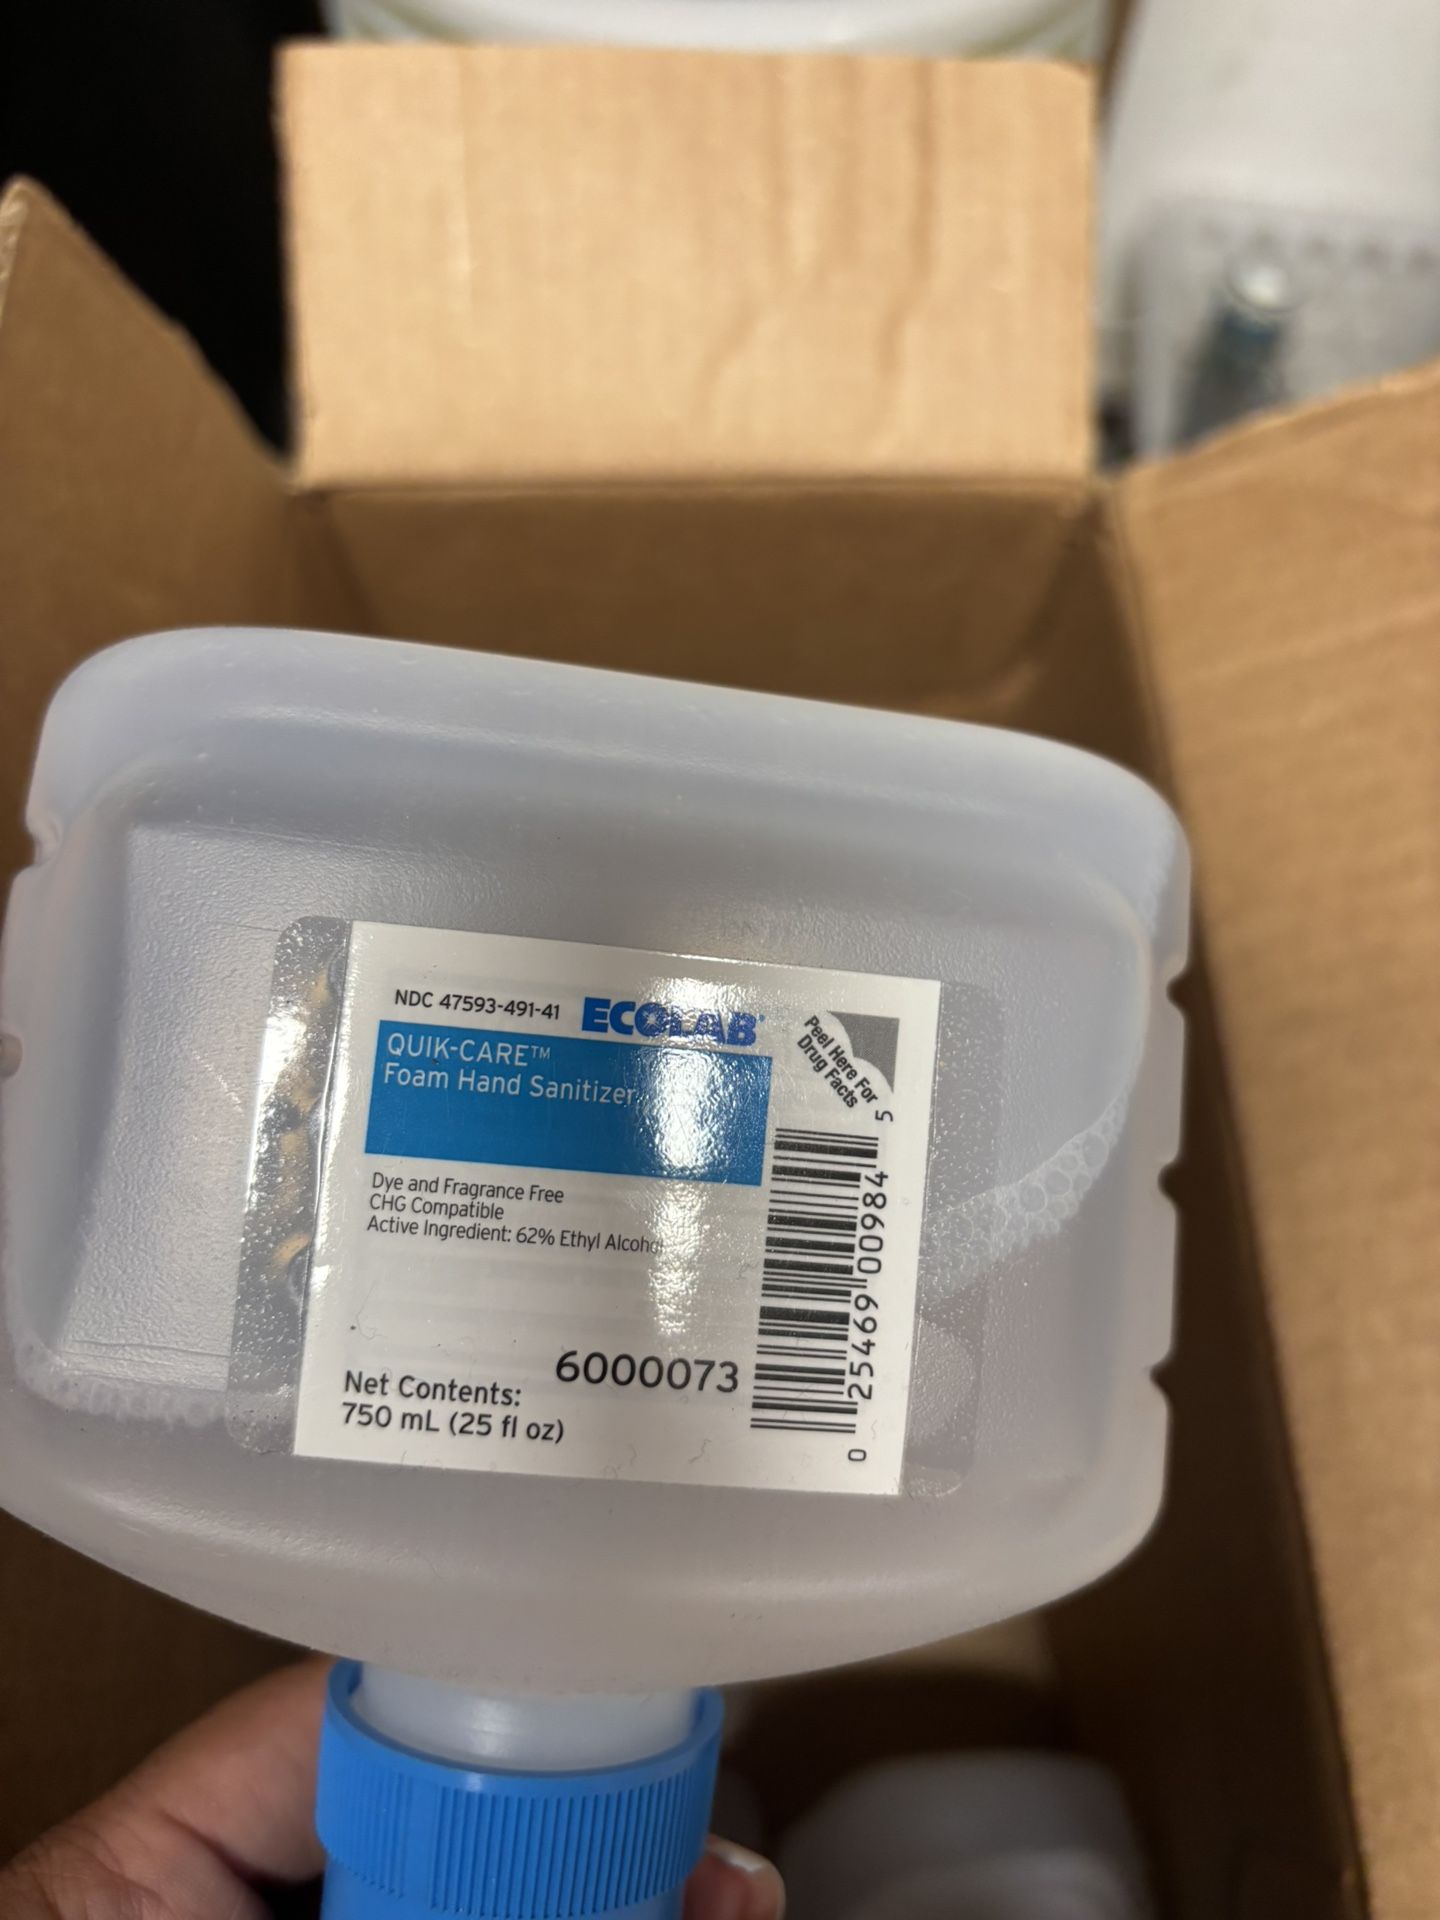 NDC 47593-491-41 ECOLAB®
QUIK-CARE™
Foam Hand Sanitizer
Peel Here For
Drug Facts
Dye and Fragrance Free
CHG Compatible
Active Ingredient: 62% Ethyl Alcohol
6000073
Net Contents:
750 mL (25 fl oz)
0 25469 00984 5